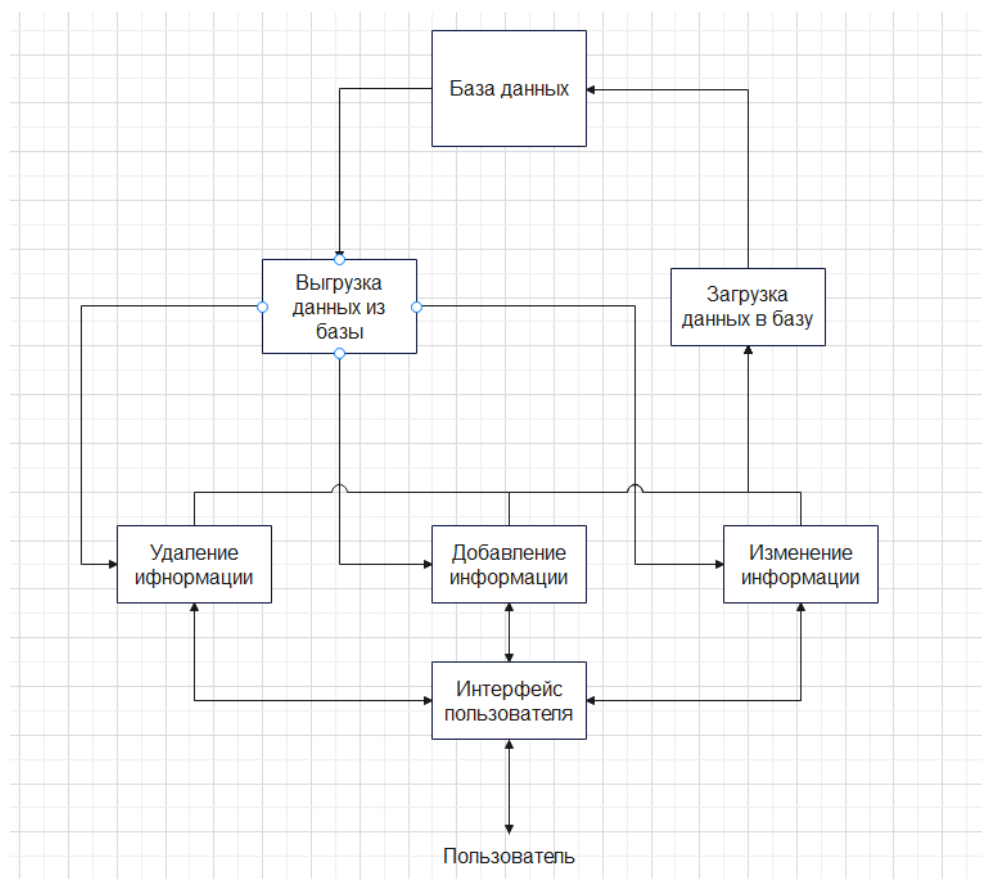 База данных
Выгрузка
данных из
базы
Загрузка
данных в базу
Удаление
ифнормации
Добавление
информации
Изменение
информации
Интерфейс
пользователя
Пользователь